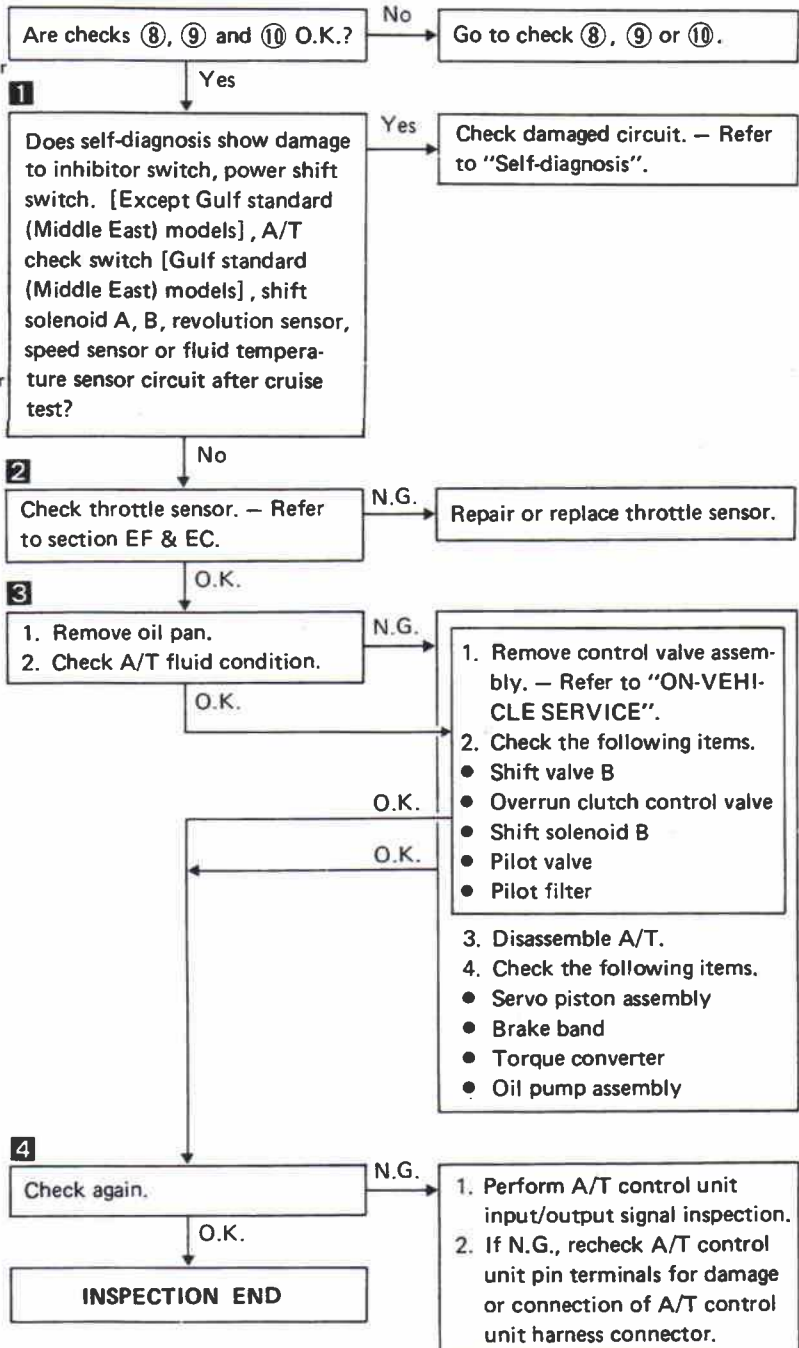 Are checks ⑧, ⑨ and ⑩ O.K.?
No
Go to check ⑧, ⑨ or ⑩.
Yes
1
Does self-diagnosis show damage
to inhibitor switch, power shift
switch. [Except Gulf standard
(Middle East) models] , A/T
check switch [Gulf standard
(Middle East) models] , shift
solenoid A, B, revolution sensor,
speed sensor or fluid tempera-
ture sensor circuit after cruise
test?
Yes
Check damaged circuit. — Refer
to "Self-diagnosis".
No
2
Check throttle sensor. — Refer
to section EF & EC.
N.G.
Repair or replace throttle sensor.
O.K.
3
1. Remove oil pan.
2. Check A/T fluid condition.
N.G.
O.K.
1. Remove control valve assem-
bly. — Refer to "ON-VEHI-
CLE SERVICE".
2. Check the following items.
● Shift valve B
● Overrun clutch control valve
● Shift solenoid B
● Pilot valve
● Pilot filter
O.K.
O.K.
3. Disassemble A/T.
4. Check the following items.
● Servo piston assembly
● Brake band
● Torque converter
● Oil pump assembly
4
Check again.
N.G.
1. Perform A/T control unit
input/output signal inspection.
2. If N.G., recheck A/T control
unit pin terminals for damage
or connection of A/T control
unit harness connector.
O.K.
INSPECTION END